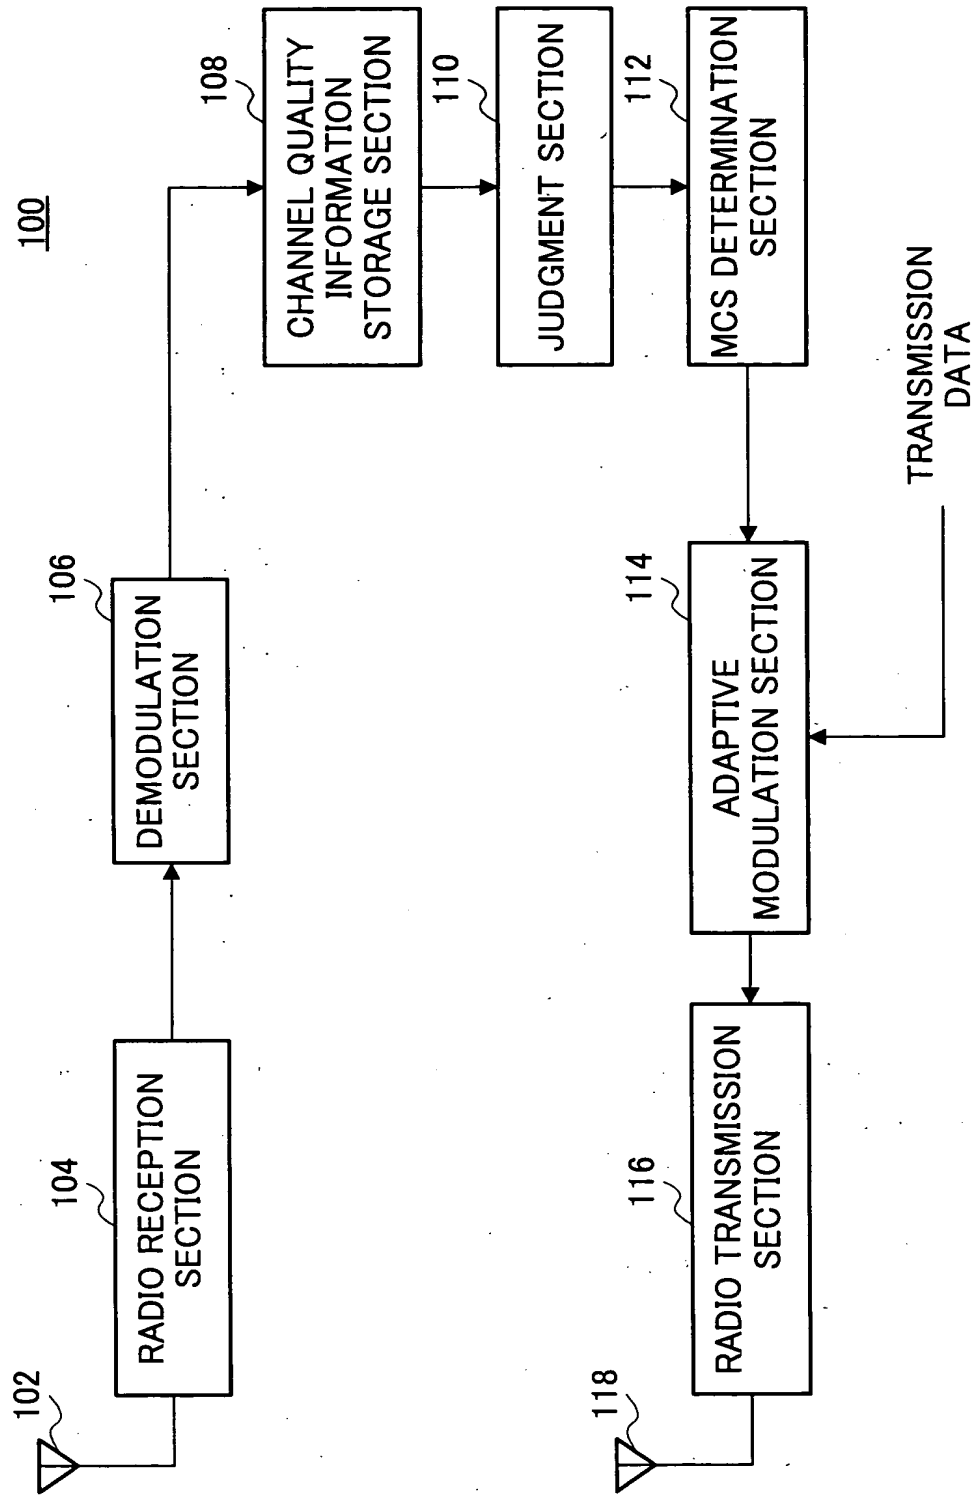 100
102
104
RADIO RECEPTION
SECTION
106
DEMODULATION
SECTION
108
CHANNEL QUALITY
INFORMATION
STORAGE SECTION
110
JUDGMENT SECTION
112
MCS DETERMINATION
SECTION
114
ADAPTIVE
MODULATION SECTION
TRANSMISSION
DATA
116
RADIO TRANSMISSION
SECTION
118